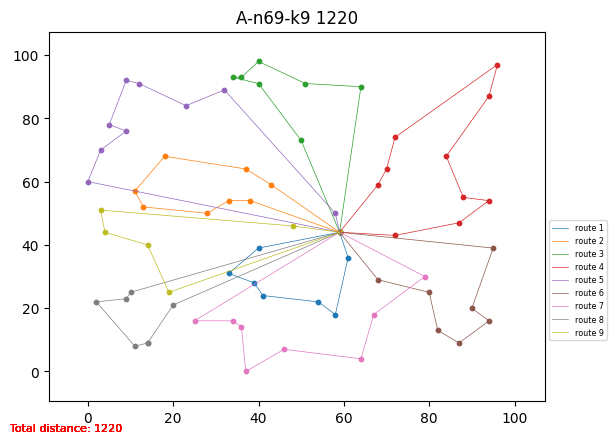 A-n69-k9 1220
100
80
60
40
20
0
0 20 40 60 80 100
route 1
route 2
route 3
route 4
route 5
route 6
route 7
route 8
route 9
Total distance: 1220